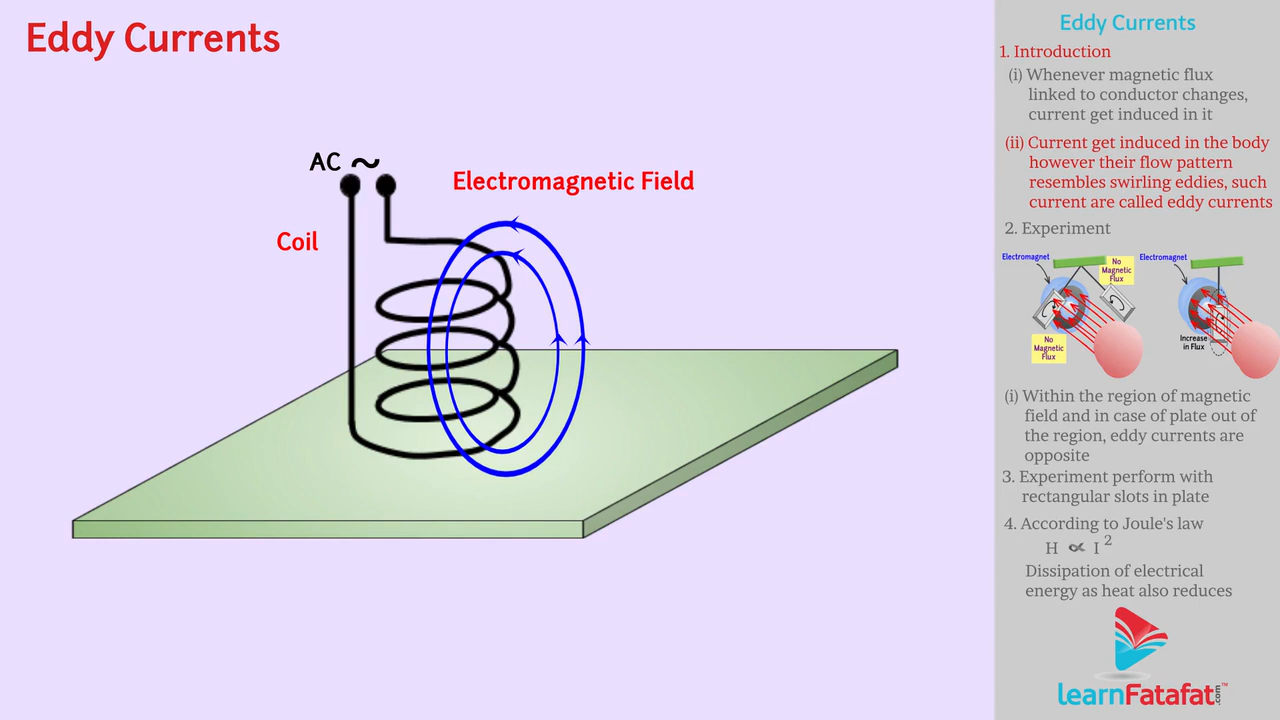 Eddy Currents
AC ~
Electromagnetic Field
Coil
Eddy Currents
1. Introduction
(i) Whenever magnetic flux
linked to conductor changes,
current get induced in it
(ii) Current get induced in the body
however their flow pattern
resembles swirling eddies, such
current are called eddy currents
2. Experiment
Electromagnet
No
Magnetic
Flux
No
Magnetic
Flux
Electromagnet
Increase
in Flux
(i) Within the region of magnetic
field and in case of plate out of
the region, eddy currents are
opposite
3. Experiment perform with
rectangular slots in plate
4. According to Joule's law
H ∝ I²
Dissipation of electrical
energy as heat also reduces
learnFatafat.com™